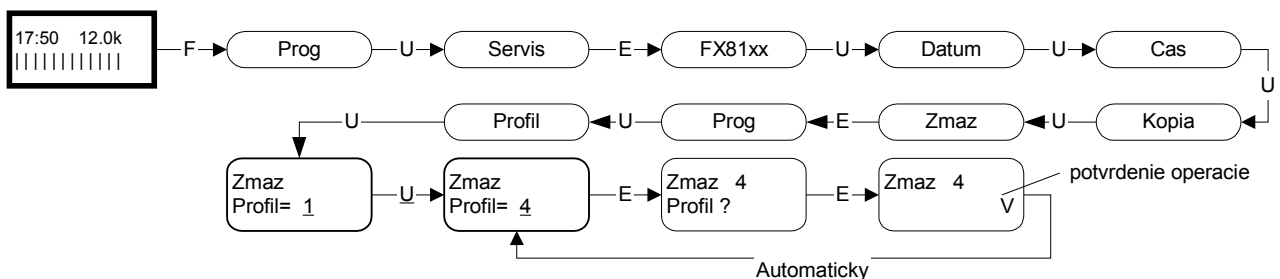 17:50 12.0k
||||||||||||
F
Prog
U
Servis
E
FX81xx
U
Datum
U
Cas
U
Kopia
U
Zmaz
E
Prog
U
Profil
U
Zmaz
Profil= 1
U
Zmaz
Profil= 4
E
Zmaz 4
Profil ?
E
Zmaz 4
V
potvrdenie operacie
Automaticky